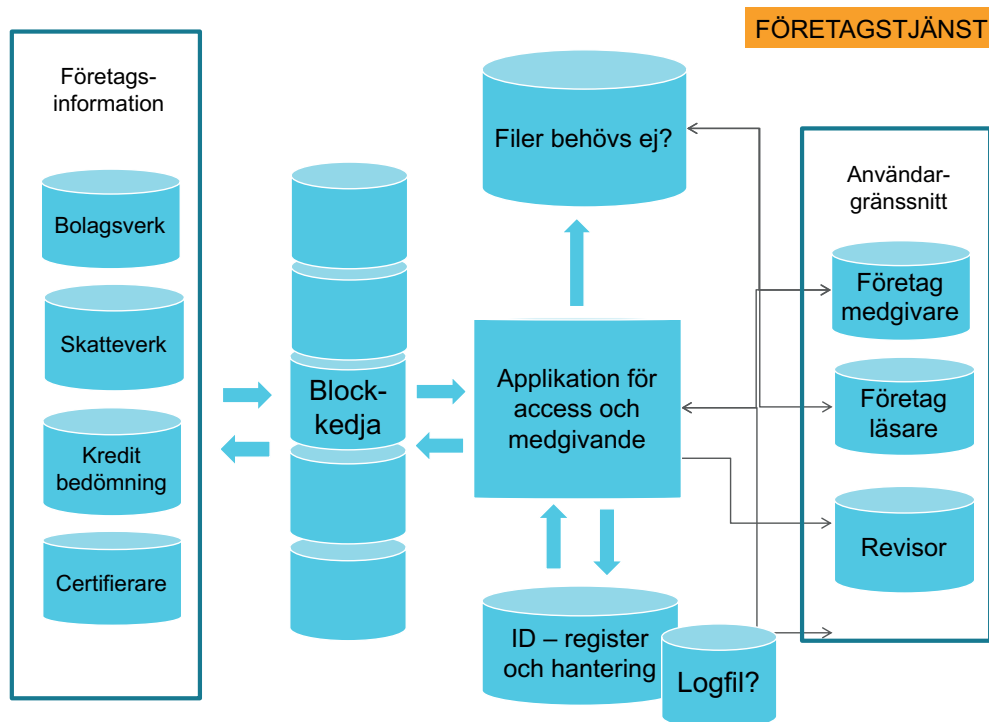 FÖRETAGSTJÄNST
Företags-
information
Bolagsverk
Skatteverk
Kredit
bedömning
Certifierare
Block-
kedja
Filer behövs ej?
Applikation för
access och
medgivande
ID – register
och hantering
Logfil?
Användar-
gränssnitt
Företag
medgivare
Företag
läsare
Revisor